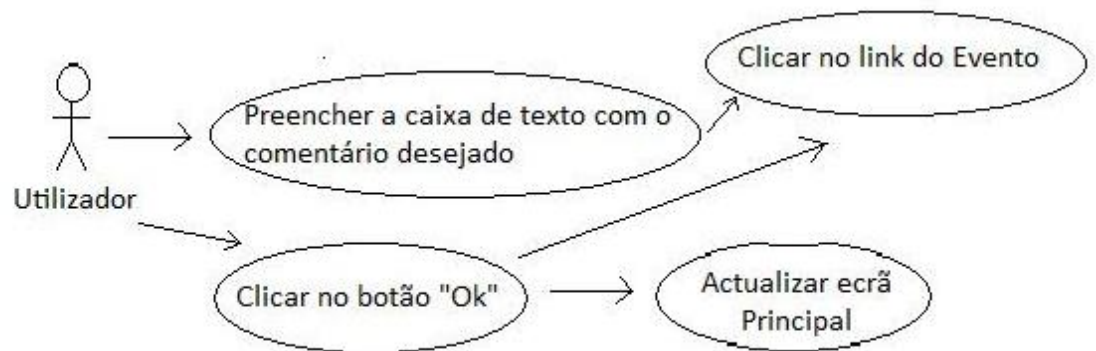 Clicar no link do Evento
Preencher a caixa de texto com o
comentário desejado
Utilizador
Clicar no botão "Ok"
Actualizar ecrã
Principal